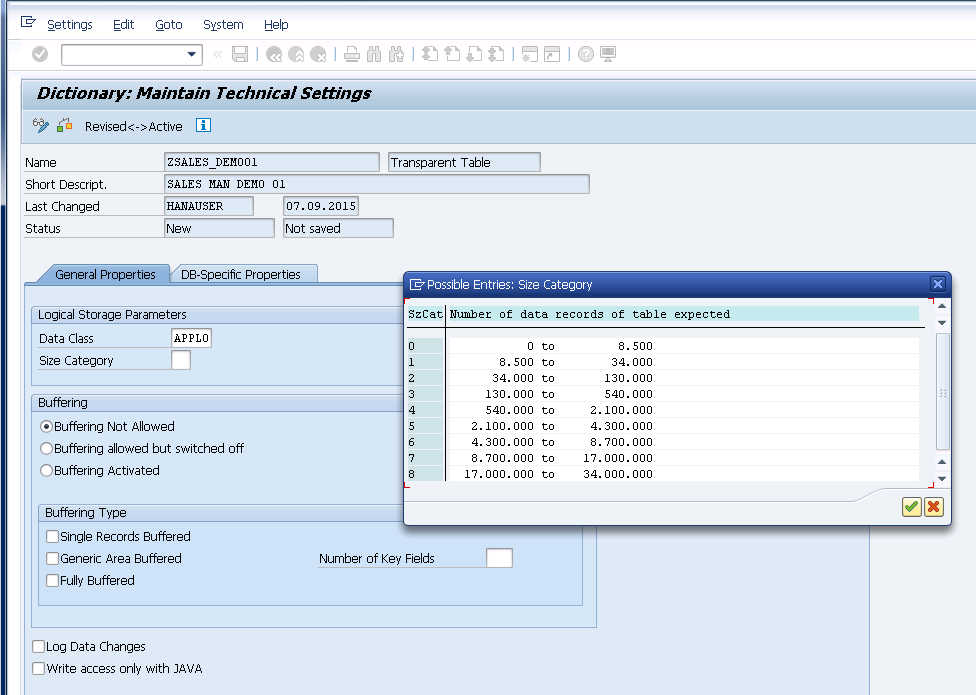 Settings Edit Goto System Help
Dictionary: Maintain Technical Settings
Revised<->Active
Name ZSALES_DEMO01 Transparent Table
Short Descript. SALES MAN DEMO 01
Last Changed HANAUSER 07.09.2015
Status New Not saved
General Properties DB-Specific Properties
Logical Storage Parameters
Data Class APPL0
Size Category
Buffering
Buffering Not Allowed
Buffering allowed but switched off
Buffering Activated
Buffering Type
Single Records Buffered
Generic Area Buffered Number of Key Fields
Fully Buffered
Log Data Changes
Write access only with JAVA
Possible Entries: Size Category
SzCat Number of data records of table expected
0 0 to 8.500
1 8.500 to 34.000
2 34.000 to 130.000
3 130.000 to 540.000
4 540.000 to 2.100.000
5 2.100.000 to 4.300.000
6 4.300.000 to 8.700.000
7 8.700.000 to 17.000.000
8 17.000.000 to 34.000.000